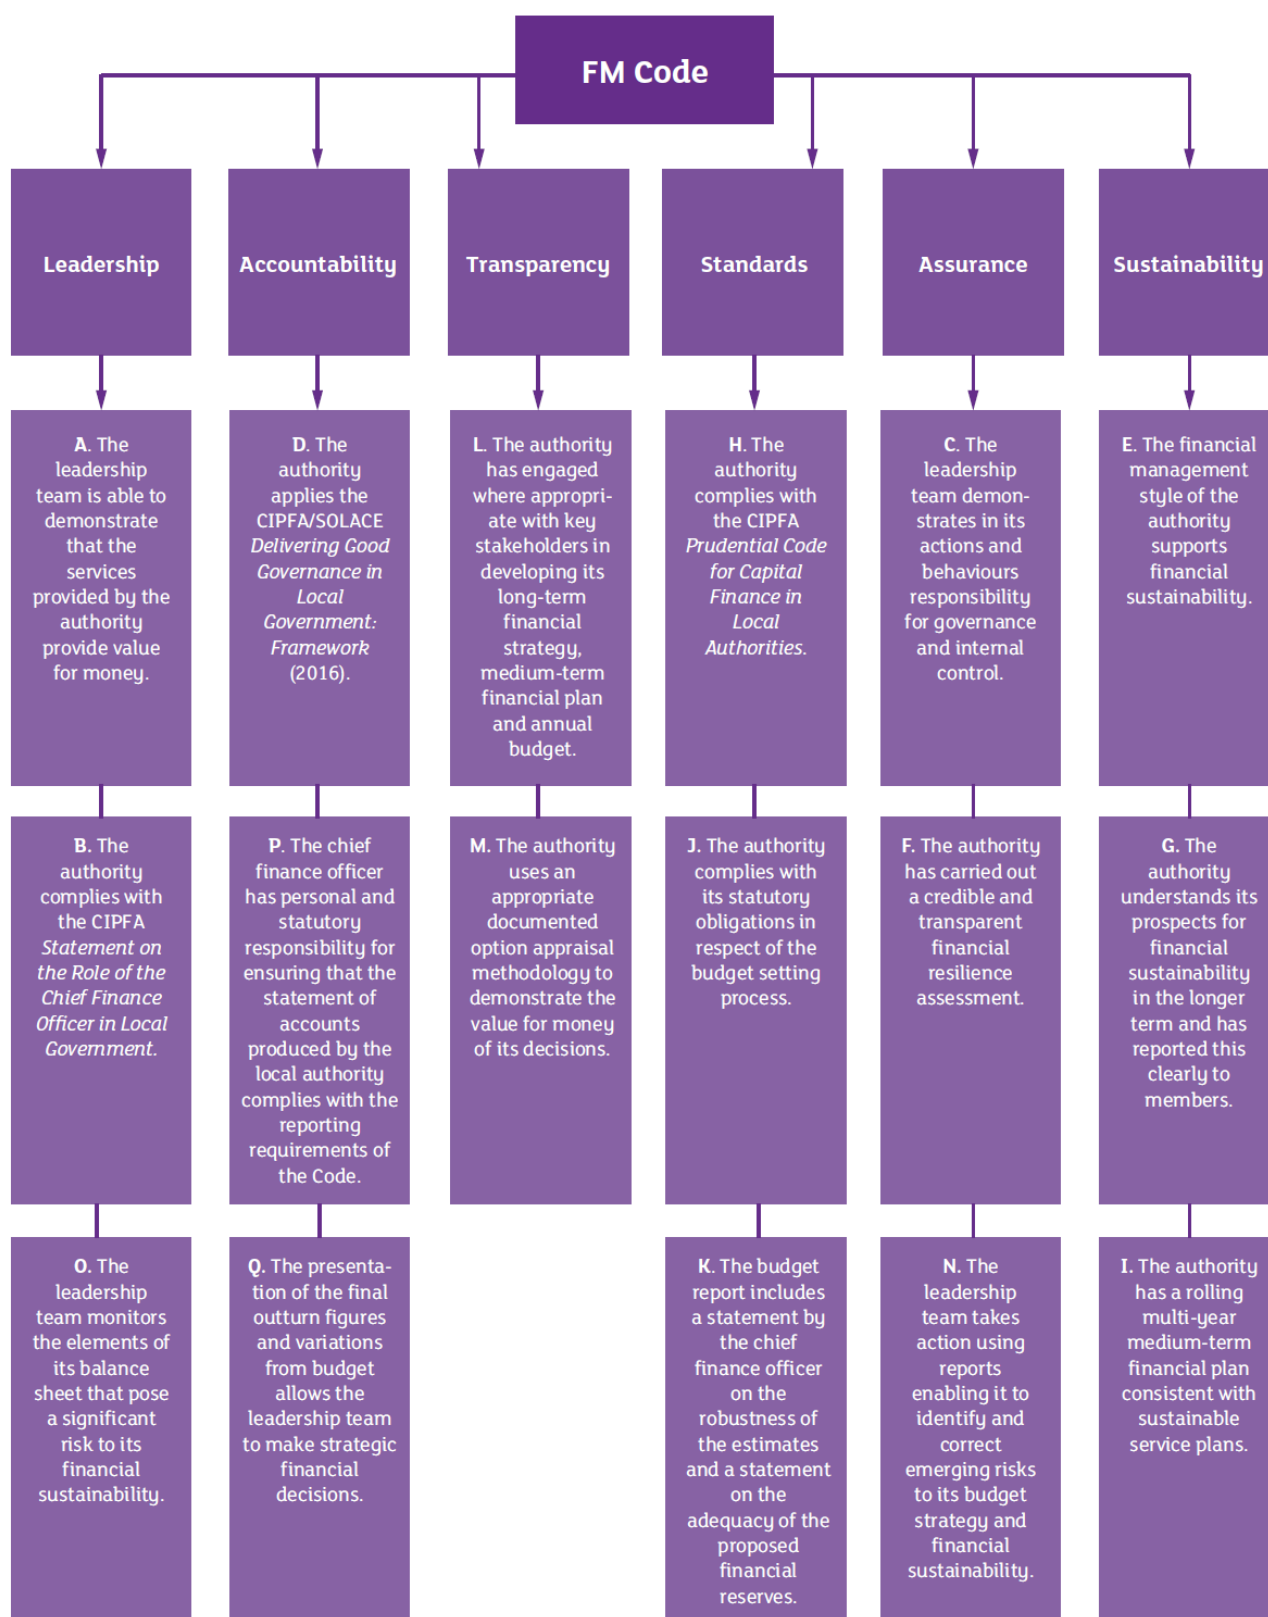 FM Code
Leadership
Accountability
Transparency
Standards
Assurance
Sustainability
A. The
leadership
team is able to
demonstrate
that the
services
provided by the
authority
provide value
for money.
D. The
authority
applies the
CIPFA/SOLACE
Delivering Good
Governance in
Local
Government:
Framework
(2016).
L. The authority
has engaged
where appropri-
ate with key
stakeholders in
developing its
long-term
financial
strategy,
medium-term
financial plan
and annual
budget.
H. The
authority
complies with
the CIPFA
Prudential Code
for Capital
Finance in
Local
Authorities.
C. The
leadership
team demon-
strates in its
actions and
behaviours
responsibility
for governance
and internal
control.
E. The financial
management
style of the
authority
supports
financial
sustainability.
B. The
authority
complies with
the CIPFA
Statement on
the Role of the
Chief Finance
Officer in Local
Government.
P. The chief
finance officer
has personal and
statutory
responsibility for
ensuring that the
statement of
accounts
produced by the
local authority
complies with the
reporting
requirements of
the Code.
M. The authority
uses an
appropriate
documented
option appraisal
methodology to
demonstrate the
value for money
of its decisions.
J. The authority
complies with
its statutory
obligations in
respect of the
budget setting
process.
F. The authority
has carried out
a credible and
transparent
financial
resilience
assessment.
G. The
authority
understands its
prospects for
financial
sustainability
in the longer
term and has
reported this
clearly to
members.
O. The
leadership
team monitors
the elements of
its balance
sheet that pose
a significant
risk to its
financial
sustainability.
Q. The presenta-
tion of the final
outturn figures
and variations
from budget
allows the
leadership team
to make strategic
financial
decisions.
K. The budget
report includes
a statement by
the chief
finance officer
on the
robustness of
the estimates
and a statement
on the
adequacy of the
proposed
financial
reserves.
N. The
leadership
team takes
action using
reports
enabling it to
identify and
correct
emerging risks
to its budget
strategy and
financial
sustainability.
I. The authority
has a rolling
multi-year
medium-term
financial plan
consistent with
sustainable
service plans.